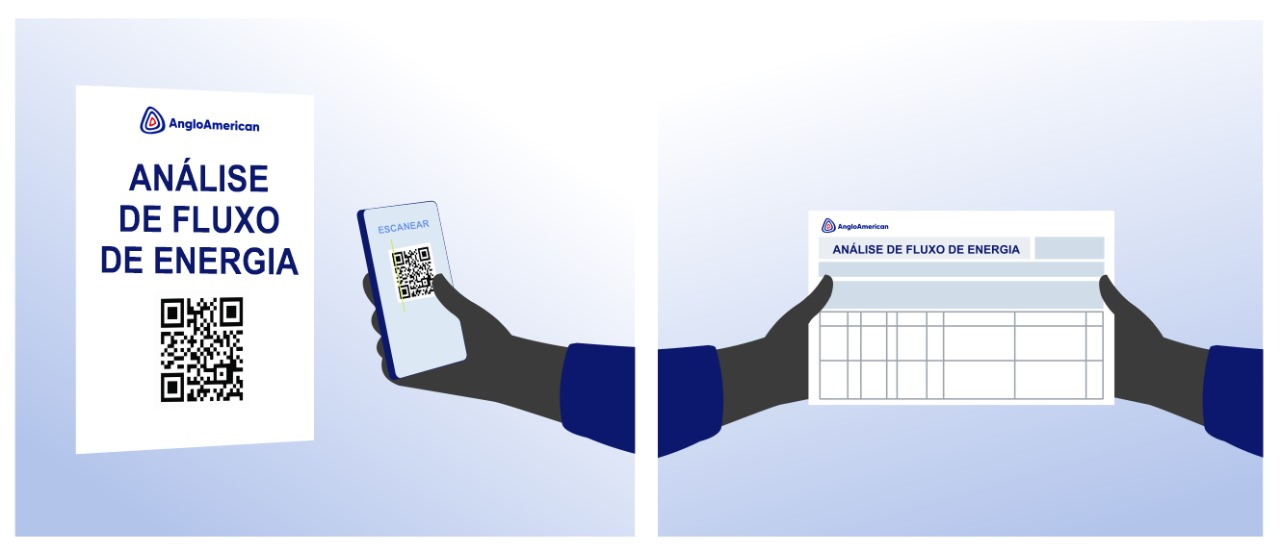 AngloAmerican
ANÁLISE
DE FLUXO
DE ENERGIA
ESCANEAR
AngloAmerican
ANÁLISE DE FLUXO DE ENERGIA